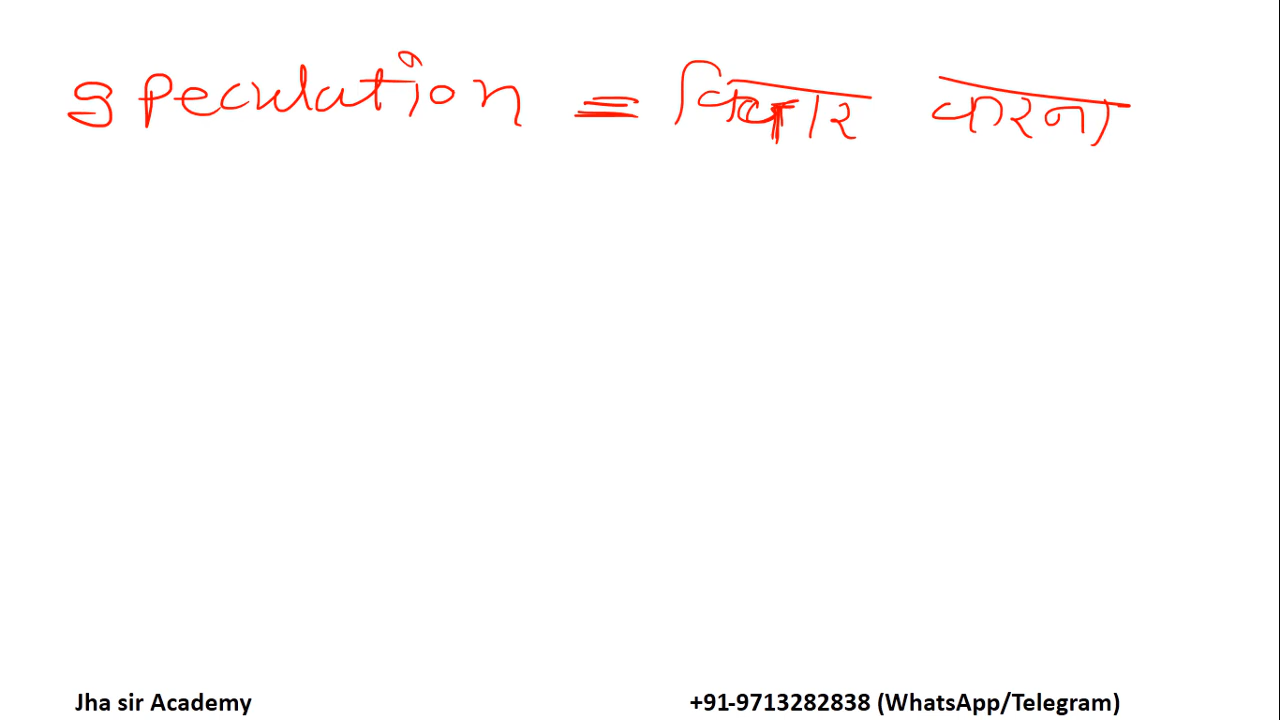 speculation = विचार करना
Jha sir Academy
+91-9713282838 (WhatsApp/Telegram)